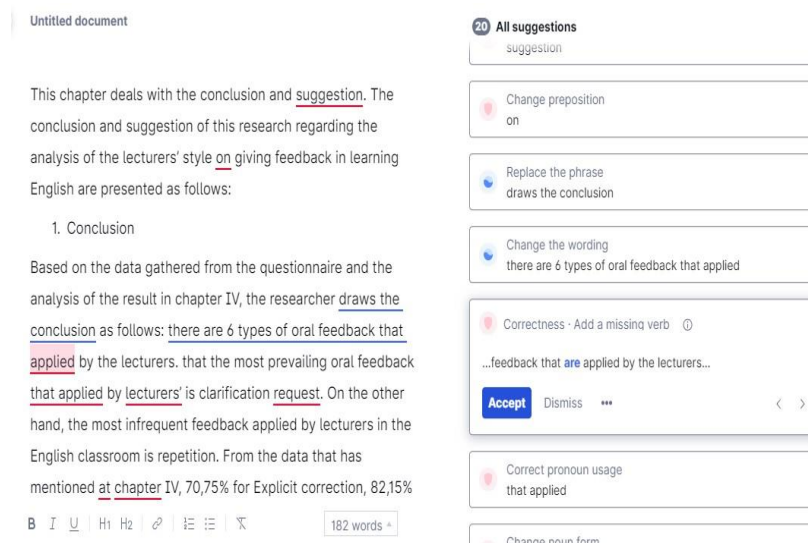 Untitled document
This chapter deals with the conclusion and suggestion. The
conclusion and suggestion of this research regarding the
analysis of the lecturers' style on giving feedback in learning
English are presented as follows:
1. Conclusion
Based on the data gathered from the questionnaire and the
analysis of the result in chapter IV, the researcher draws the
conclusion as follows: there are 6 types of oral feedback that
applied by the lecturers. that the most prevailing oral feedback
that applied by lecturers' is clarification request. On the other
hand, the most infrequent feedback applied by lecturers in the
English classroom is repetition. From the data that has
mentioned at chapter IV, 70,75% for Explicit correction, 82,15%
B I U H1 H2
182 words
20 All suggestions
suggestion
Change preposition
on
Replace the phrase
draws the conclusion
Change the wording
there are 6 types of oral feedback that applied
Correctness · Add a missing verb
...feedback that are applied by the lecturers...
Accept Dismiss •••
Correct pronoun usage
that applied
Change noun form